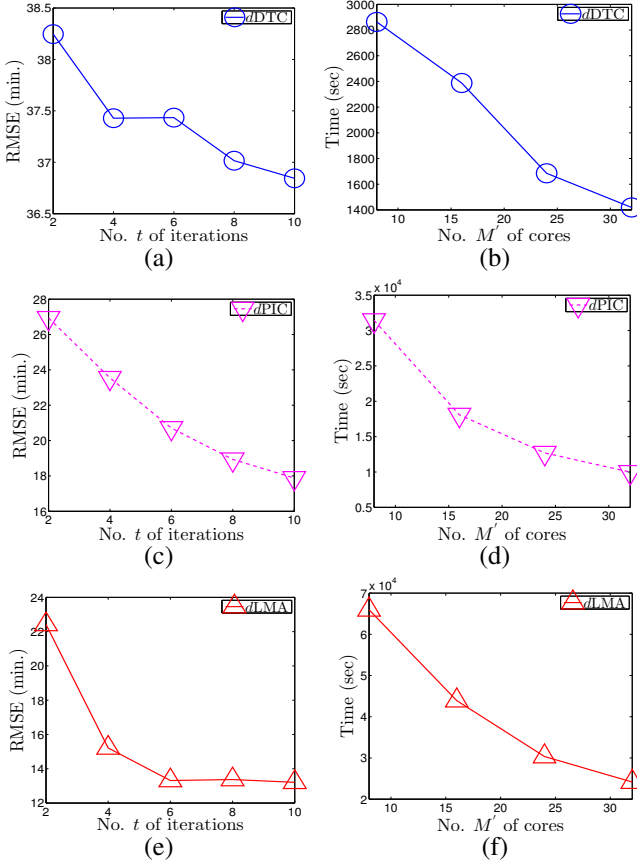 38.5
38
37.5
37
36.5
2 4 6 8 10
RMSE (min.)
No. t of iterations
dDTC
(a)
3000
2800
2600
2400
2200
2000
1800
1600
1400
10 15 20 25 30
Time (sec)
No. M′ of cores
dDTC
(b)
28
26
24
22
20
18
16
2 4 6 8 10
RMSE (min.)
No. t of iterations
dPIC
(c)
3.5 x 10⁴
3
2.5
2
1.5
1
0.5
10 15 20 25 30
Time (sec)
No. M′ of cores
dPIC
(d)
24
22
20
18
16
14
12
2 4 6 8 10
RMSE (min.)
No. t of iterations
dLMA
(e)
7 x 10⁴
6
5
4
3
2
10 15 20 25 30
Time (sec)
No. M′ of cores
dLMA
(f)